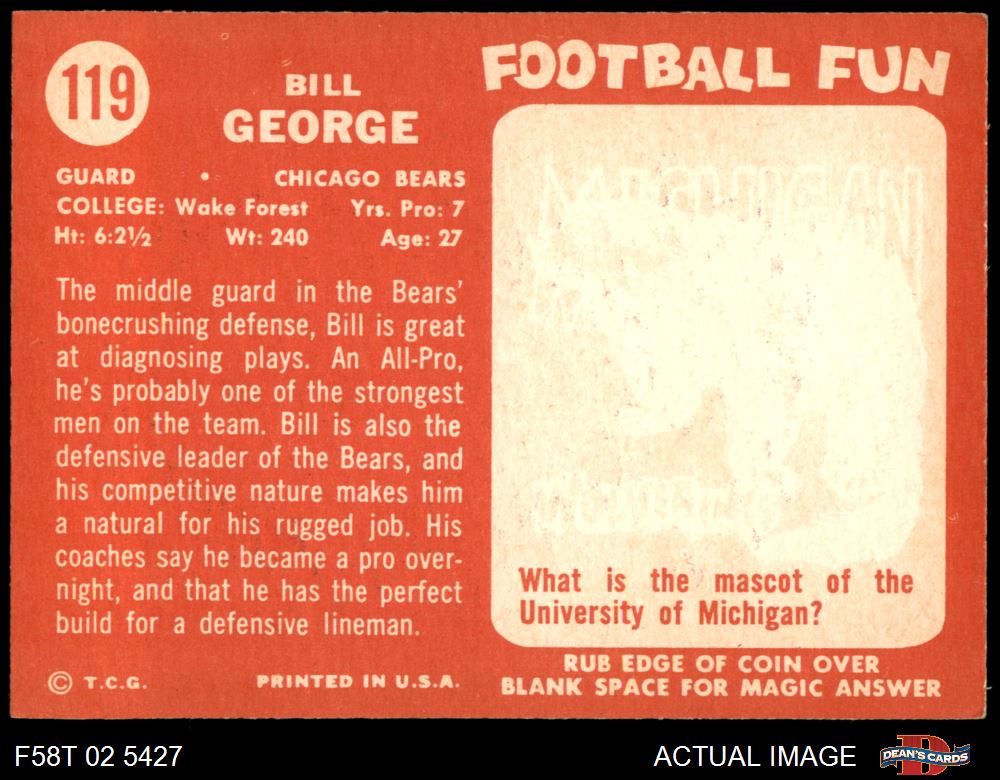 119
BILL
GEORGE
GUARD • CHICAGO BEARS
COLLEGE: Wake Forest Yrs. Pro: 7
Ht: 6:2½ Wt: 240 Age: 27
The middle guard in the Bears'
bonecrushing defense, Bill is great
at diagnosing plays. An All-Pro,
he's probably one of the strongest
men on the team. Bill is also the
defensive leader of the Bears, and
his competitive nature makes him
a natural for his rugged job. His
coaches say he became a pro over-
night, and that he has the perfect
build for a defensive lineman.
© T.C.G. PRINTED IN U.S.A.
FOOTBALL FUN
What is the mascot of the
University of Michigan?
RUB EDGE OF COIN OVER
BLANK SPACE FOR MAGIC ANSWER
F58T 02 5427
ACTUAL IMAGE
DEAN'S CARDS